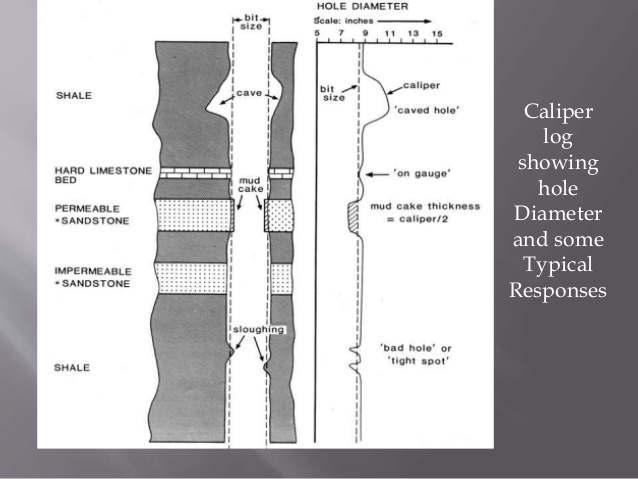 HOLE DIAMETER
Scale: inches
5 7 9 11 13 15
bit
size
SHALE
cave
bit
size
caliper
'caved hole'
HARD LIMESTONE
BED
mud
cake
'on gauge'
PERMEABLE
*SANDSTONE
mud cake thickness
= caliper/2
IMPERMEABLE
*SANDSTONE
sloughing
'bad hole' or
'tight spot'
SHALE
Caliper
log
showing
hole
Diameter
and some
Typical
Responses